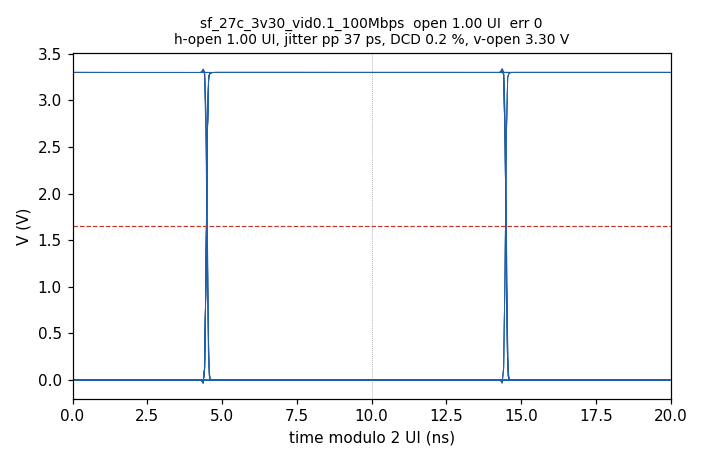 sf_27c_3v30_vid0.1_100Mbps  open 1.00 UI  err 0
h-open 1.00 UI, jitter pp 37 ps, DCD 0.2 %, v-open 3.30 V
3.5
3.0
2.5
2.0
1.5
1.0
0.5
0.0
V (V)
0.0 2.5 5.0 7.5 10.0 12.5 15.0 17.5 20.0
time modulo 2 UI (ns)